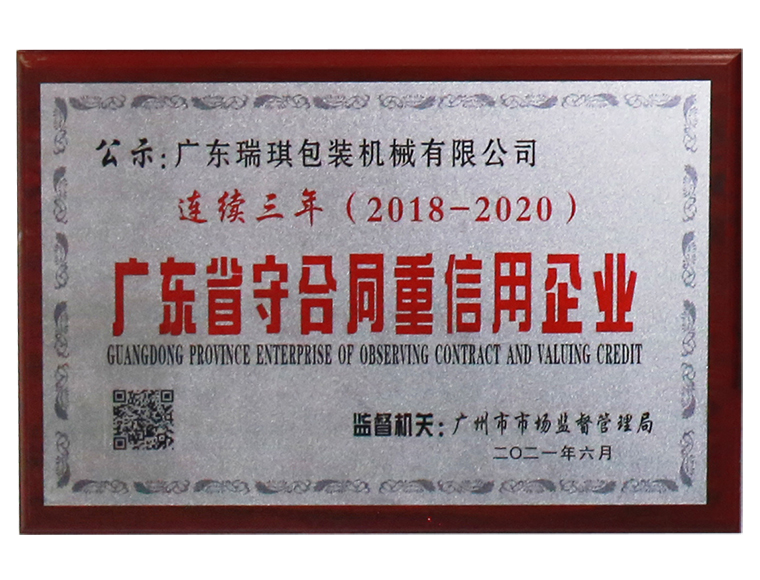 公示：广东瑞琪包装机械有限公司
连续三年（2018-2020）
广东省守合同重信用企业
GUANGDONG PROVINCE ENTERPRISE OF OBSERVING CONTRACT AND VALUING CREDIT
监督机关：广州市市场监督管理局
二〇二一年六月